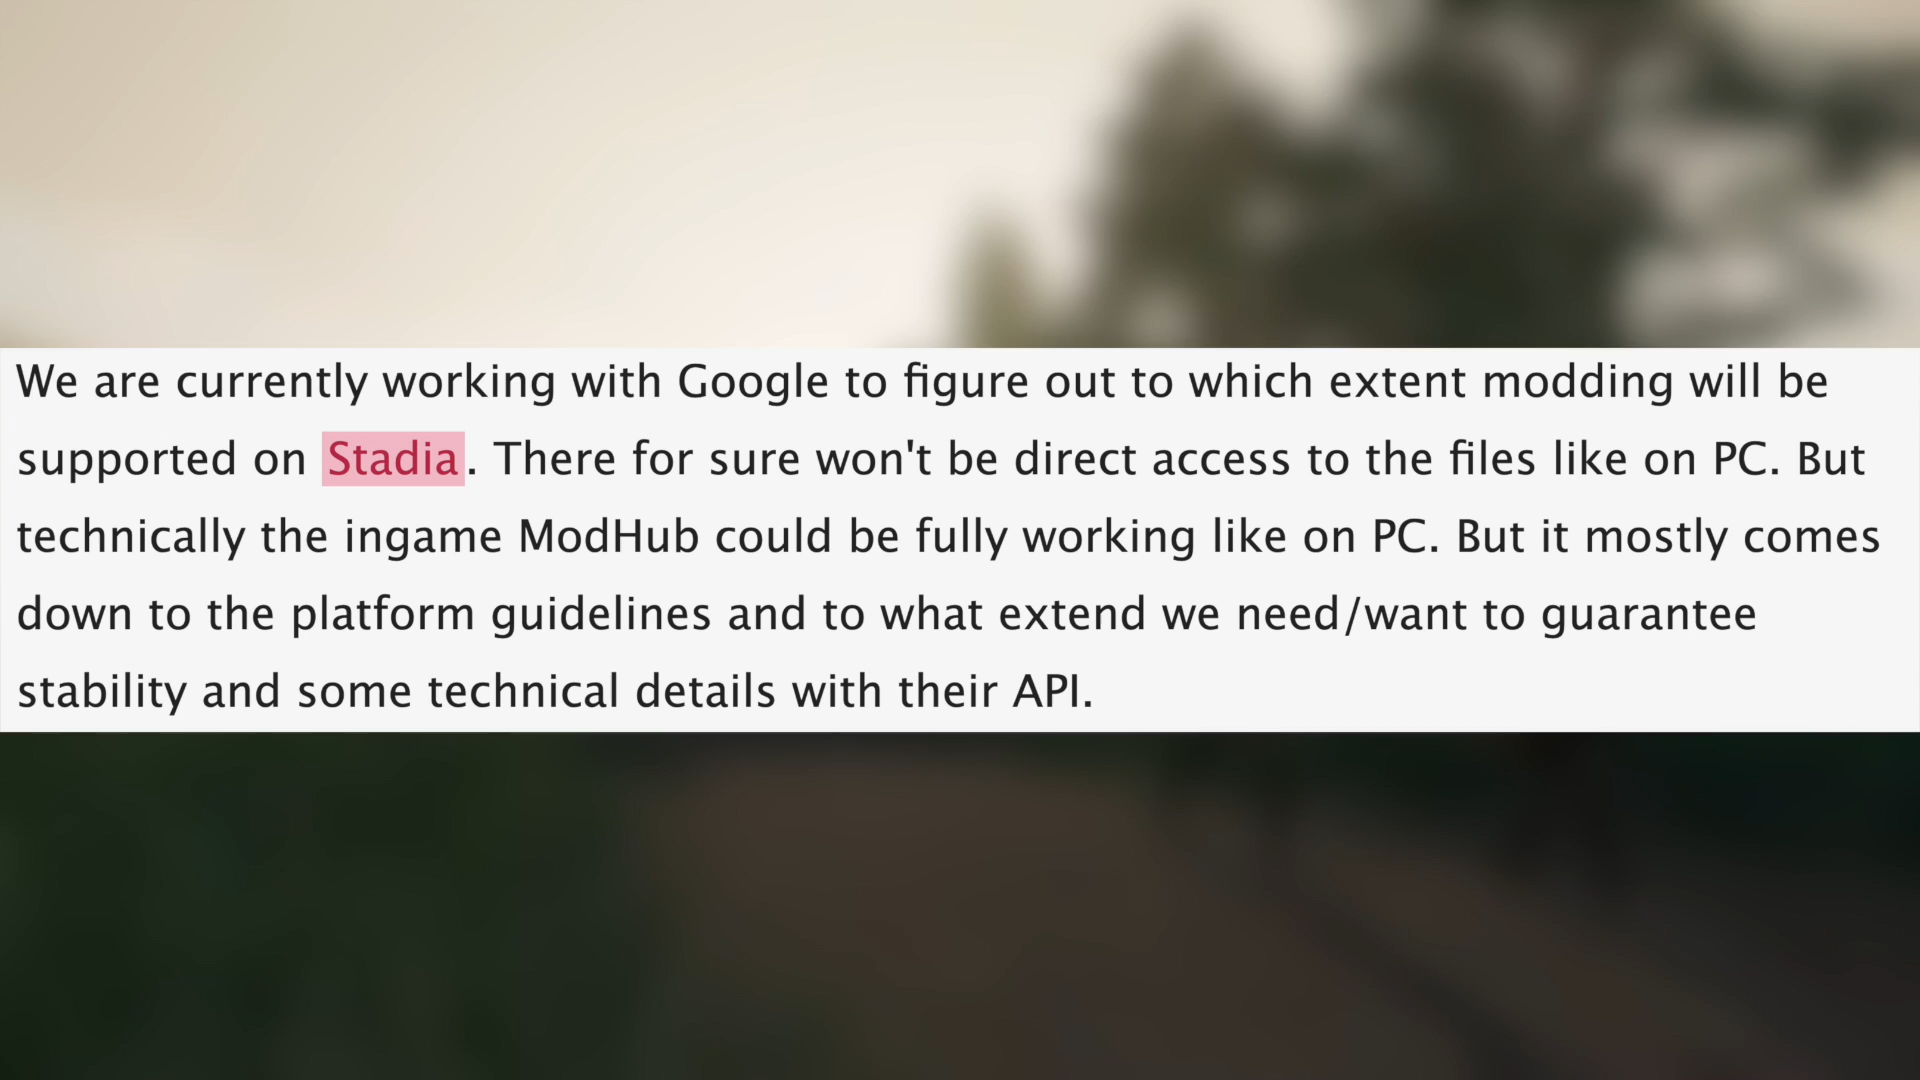 We are currently working with Google to figure out to which extent modding will be
supported on Stadia. There for sure won't be direct access to the files like on PC. But
technically the ingame ModHub could be fully working like on PC. But it mostly comes
down to the platform guidelines and to what extend we need/want to guarantee
stability and some technical details with their API.